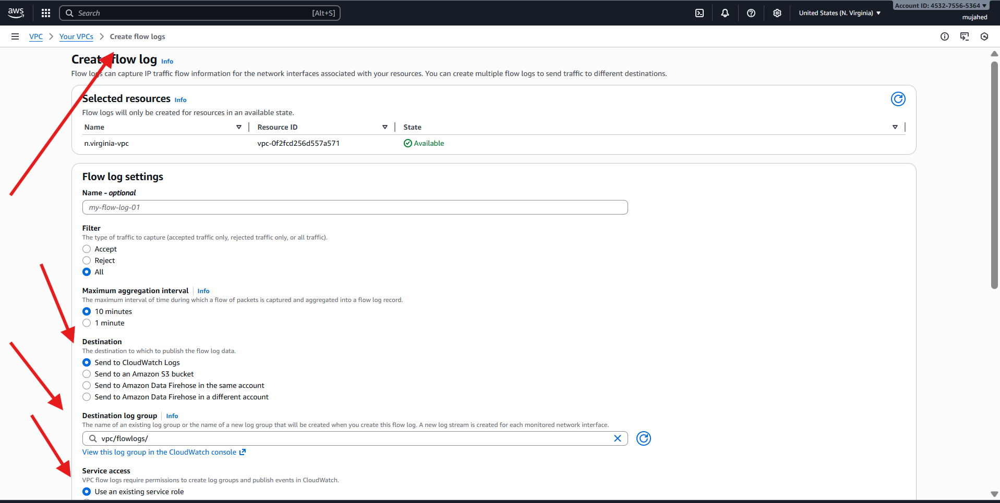 aws
Search [Alt+S]
United States (N. Virginia)
Account ID: 4532-7556-5364
mujahed
VPC > Your VPCs > Create flow logs
Create flow log Info
Flow logs can capture IP traffic flow information for the network interfaces associated with your resources. You can create multiple flow logs to send traffic to different destinations.
Selected resources Info
Flow logs will only be created for resources in an available state.
Name Resource ID State
n.virginia-vpc vpc-0f2fcd256d557a571 Available
Flow log settings
Name - optional
my-flow-log-01
Filter
The type of traffic to capture (accepted traffic only, rejected traffic only, or all traffic).
Accept
Reject
All
Maximum aggregation interval Info
The maximum interval of time during which a flow of packets is captured and aggregated into a flow log record.
10 minutes
1 minute
Destination
The destination to which to publish the flow log data.
Send to CloudWatch Logs
Send to an Amazon S3 bucket
Send to Amazon Data Firehose in the same account
Send to Amazon Data Firehose in a different account
Destination log group Info
The name of an existing log group or the name of a new log group that will be created when you create this flow log. A new log stream is created for each monitored network interface.
vpc/flowlogs/
View this log group in the CloudWatch console
Service access
VPC flow logs require permissions to create log groups and publish events in CloudWatch.
Use an existing service role